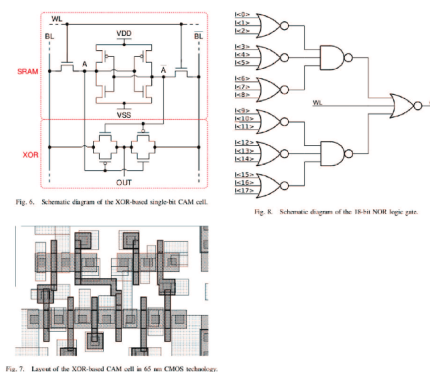 WL
BL
VDD
BL
SRAM
A
A
VSS
XOR
OUT
Fig. 6. Schematic diagram of the XOR-based single-bit CAM cell.
I<0>
I<1>
I<2>
I<3>
I<4>
I<5>
I<6>
I<7>
I<8>
WL
I<9>
I<10>
I<11>
I<12>
I<13>
I<14>
I<15>
I<16>
I<17>
Fig. 8. Schematic diagram of the 18-bit NOR logic gate.
Fig. 7. Layout of the XOR-based CAM cell in 65 nm CMOS technology.